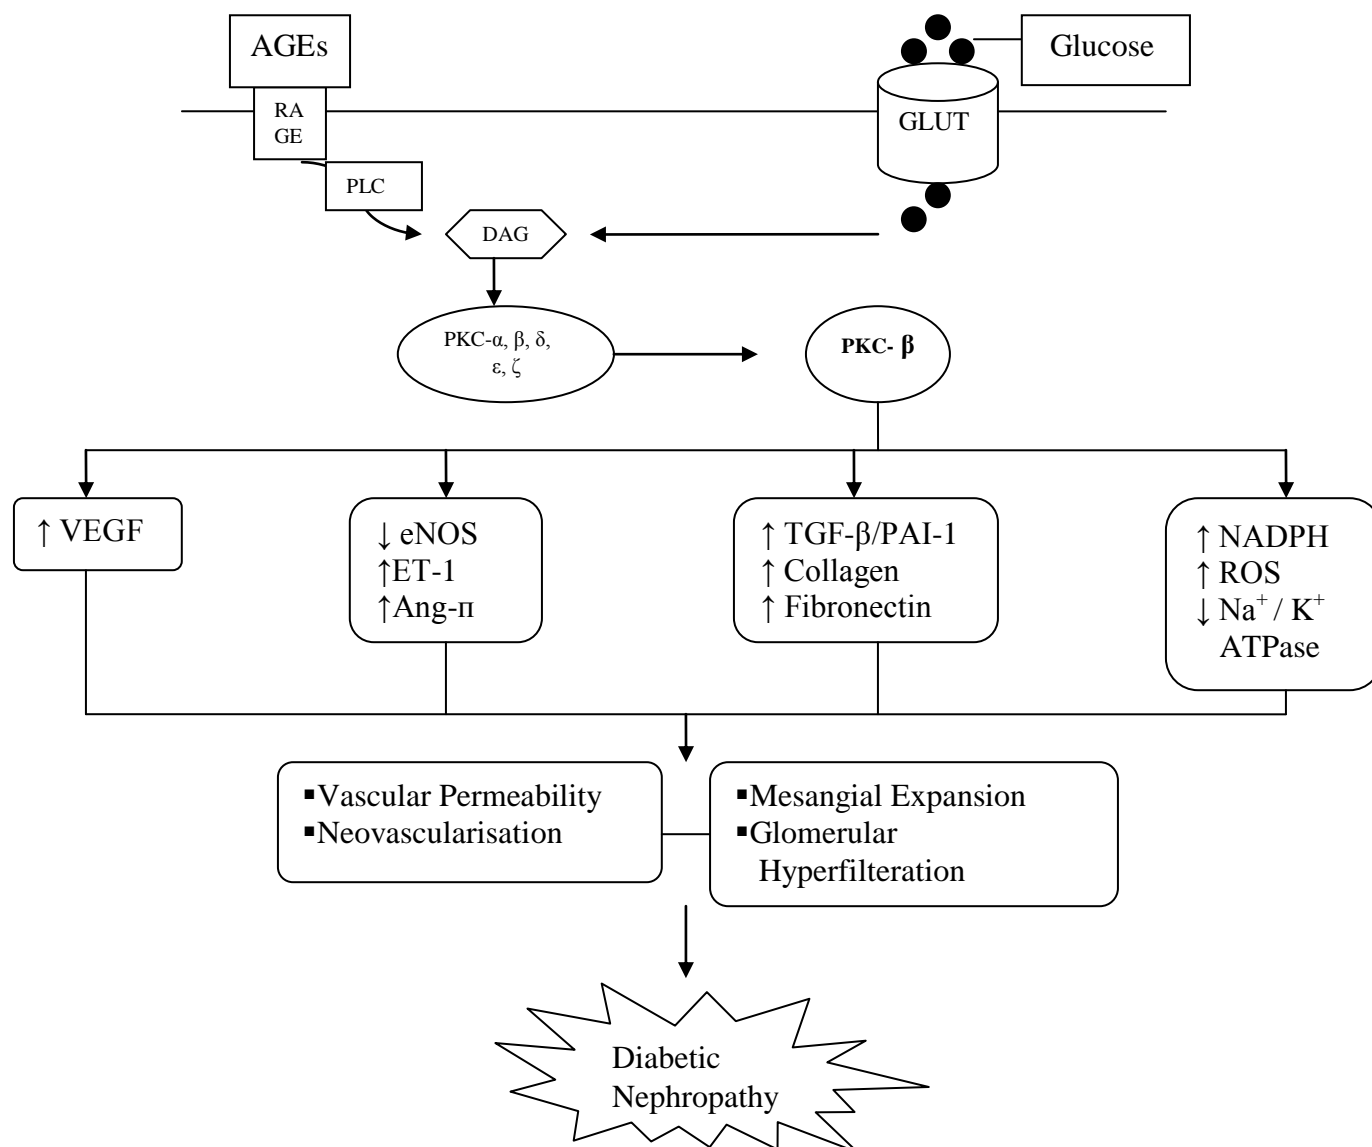 AGEs
Glucose
RA
GE
GLUT
PLC
DAG
PKC-α, β, δ,
ε, ζ
PKC- β
↑ VEGF
↓ eNOS
↑ET-1
↑Ang-п
↑ TGF-β/PAI-1
↑ Collagen
↑ Fibronectin
↑ NADPH
↑ ROS
↓ Na⁺ / K⁺
ATPase
▪Vascular Permeability
▪Neovascularisation
▪Mesangial Expansion
▪Glomerular
Hyperfilteration
Diabetic
Nephropathy